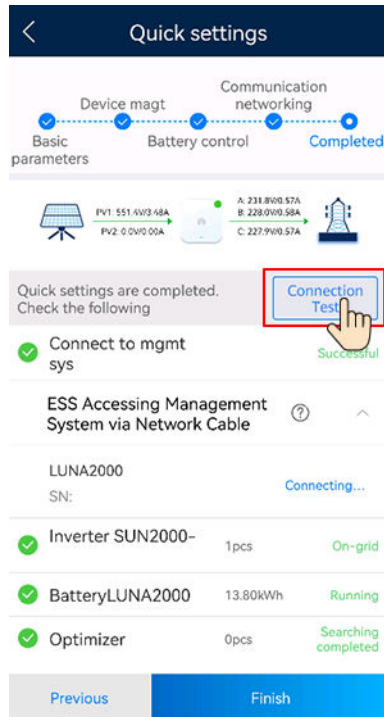 Quick settings
Communication
Device magt
networking
Basic
parameters
Battery control
Completed
PV1: 551.4V/3.48A
PV2: 0.0V/0.00A
A: 231.8V/0.57A
B: 228.0V/0.58A
C: 227.9V/0.57A
Quick settings are completed.
Check the following
Connection
Test
Connect to mgmt
sys
Successful
ESS Accessing Management
System via Network Cable
?
LUNA2000
SN:
Connecting...
Inverter SUN2000-
1pcs
On-grid
BatteryLUNA2000
13.80kWh
Running
Optimizer
0pcs
Searching
completed
Previous
Finish